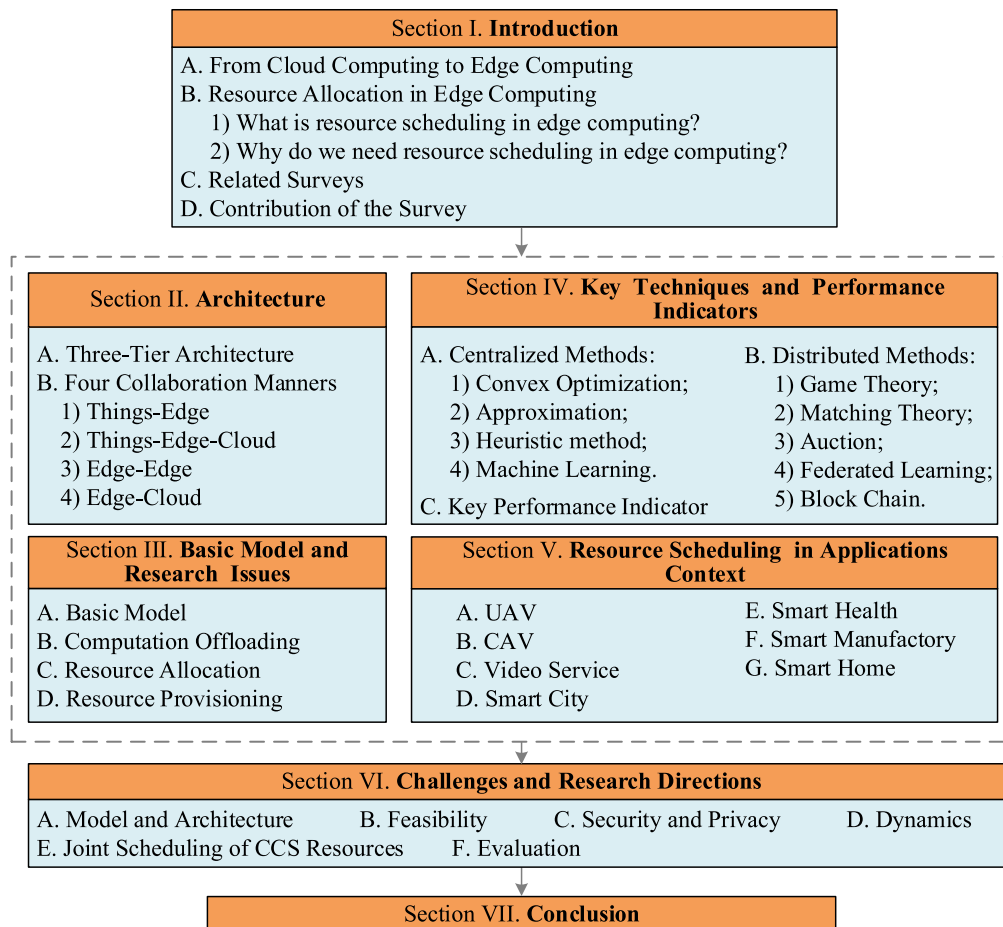 Section I. Introduction
A. From Cloud Computing to Edge Computing
B. Resource Allocation in Edge Computing
1) What is resource scheduling in edge computing?
2) Why do we need resource scheduling in edge computing?
C. Related Surveys
D. Contribution of the Survey
Section II. Architecture
A. Three-Tier Architecture
B. Four Collaboration Manners
1) Things-Edge
2) Things-Edge-Cloud
3) Edge-Edge
4) Edge-Cloud
Section III. Basic Model and
Research Issues
A. Basic Model
B. Computation Offloading
C. Resource Allocation
D. Resource Provisioning
Section IV. Key Techniques and Performance
Indicators
A. Centralized Methods:
1) Convex Optimization;
2) Approximation;
3) Heuristic method;
4) Machine Learning.
C. Key Performance Indicator
B. Distributed Methods:
1) Game Theory;
2) Matching Theory;
3) Auction;
4) Federated Learning;
5) Block Chain.
Section V. Resource Scheduling in Applications
Context
A. UAV
B. CAV
C. Video Service
D. Smart City
E. Smart Health
F. Smart Manufactory
G. Smart Home
Section VI. Challenges and Research Directions
A. Model and Architecture B. Feasibility C. Security and Privacy D. Dynamics
E. Joint Scheduling of CCS Resources F. Evaluation
Section VII. Conclusion